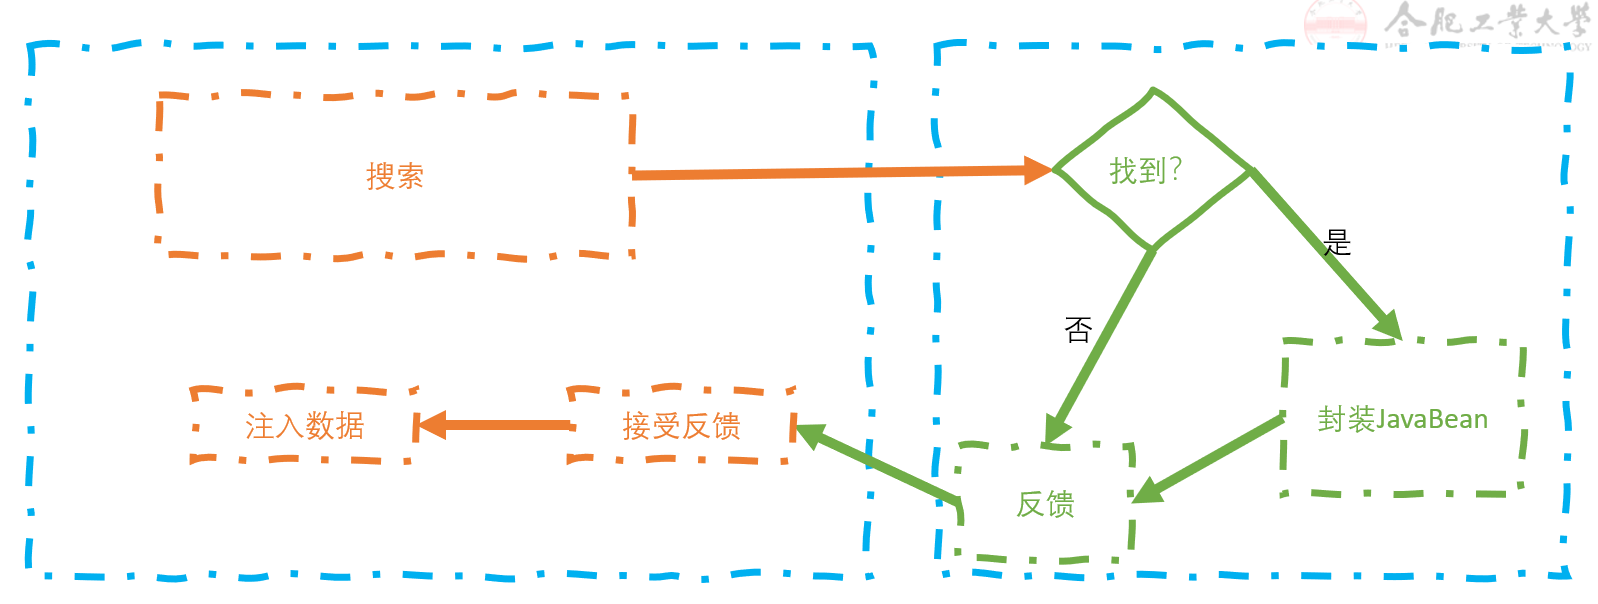 合肥工业大学
搜索
找到?
是
否
注入数据
接受反馈
封装JavaBean
反馈